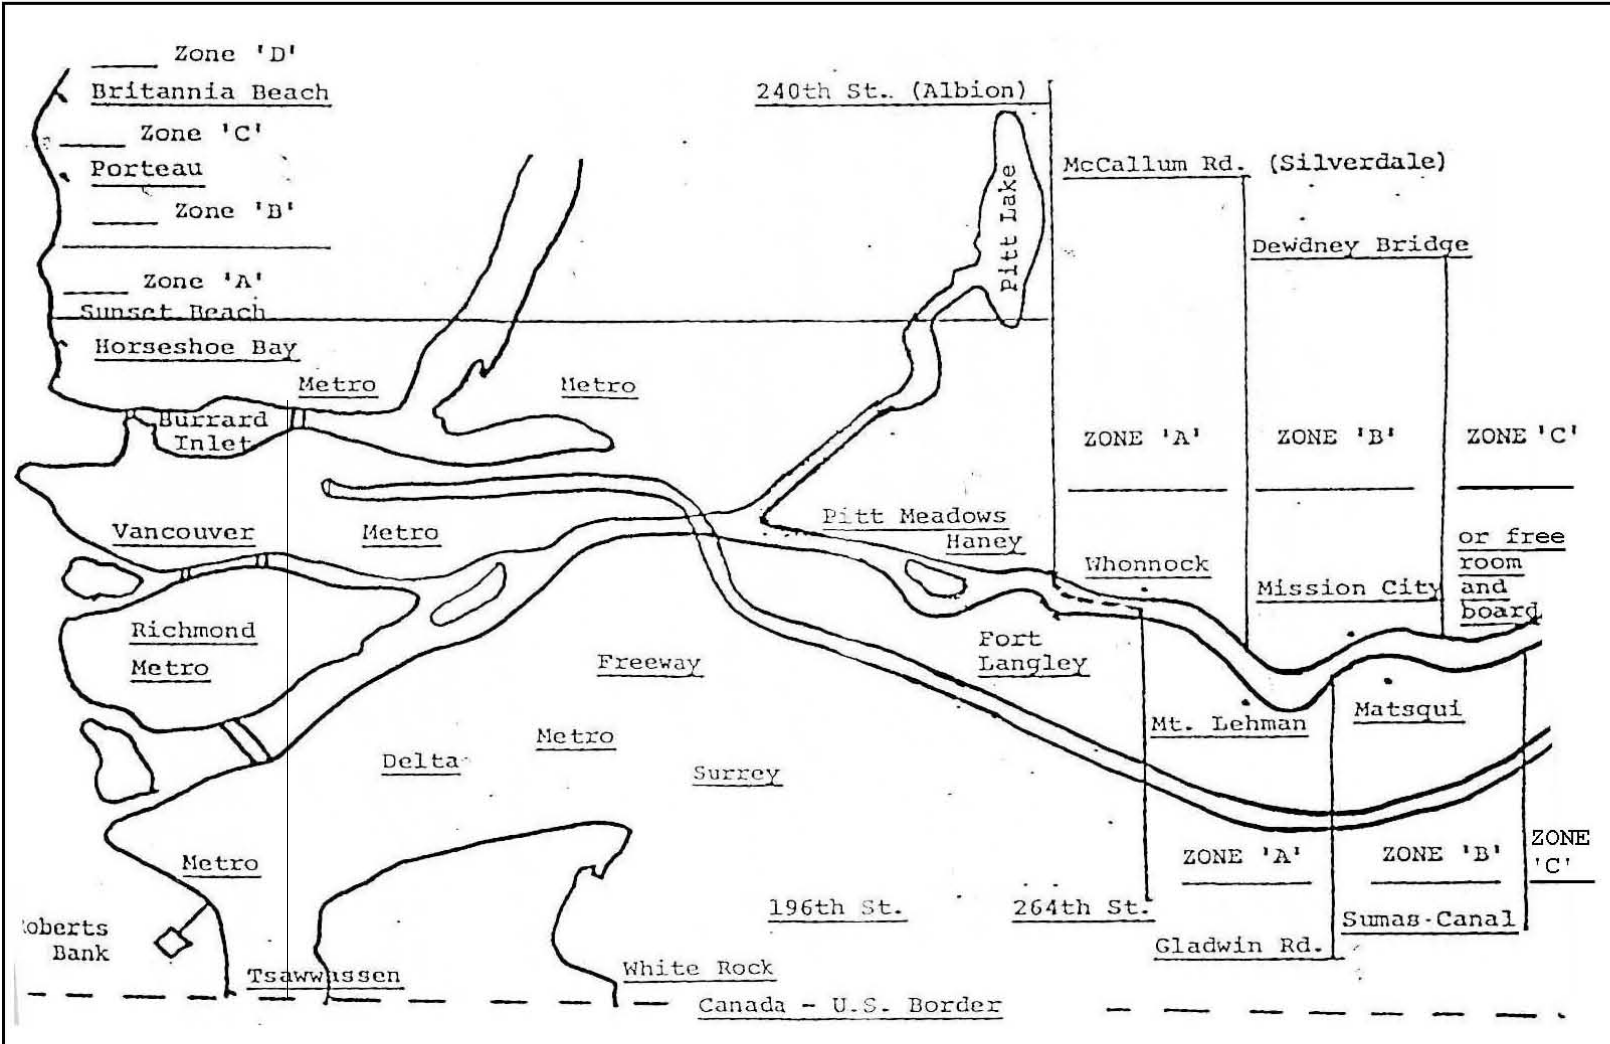 Zone 'D'
Britannia Beach
Zone 'C'
Porteau
Zone 'B'
Zone 'A'
Sunset Beach
Horseshoe Bay
240th St. (Albion)
McCallum Rd. (Silverdale)
Dewdney Bridge
Pitt Lake
Metro
Metro
Burrard
Inlet
ZONE 'A'
ZONE 'B'
ZONE 'C'
or free
room
and
board
Vancouver
Metro
Pitt Meadows
Haney
Whonnock
Mission City
Richmond
Metro
Freeway
Fort
Langley
Mt. Lehman
Matsqui
Metro
Delta
Surrey
Metro
ZONE 'A'
ZONE 'B'
ZONE
'C'
196th St.
264th St.
Gladwin Rd.
Sumas-Canal
Roberts
Bank
Tsawwassen
White Rock
Canada - U.S. Border